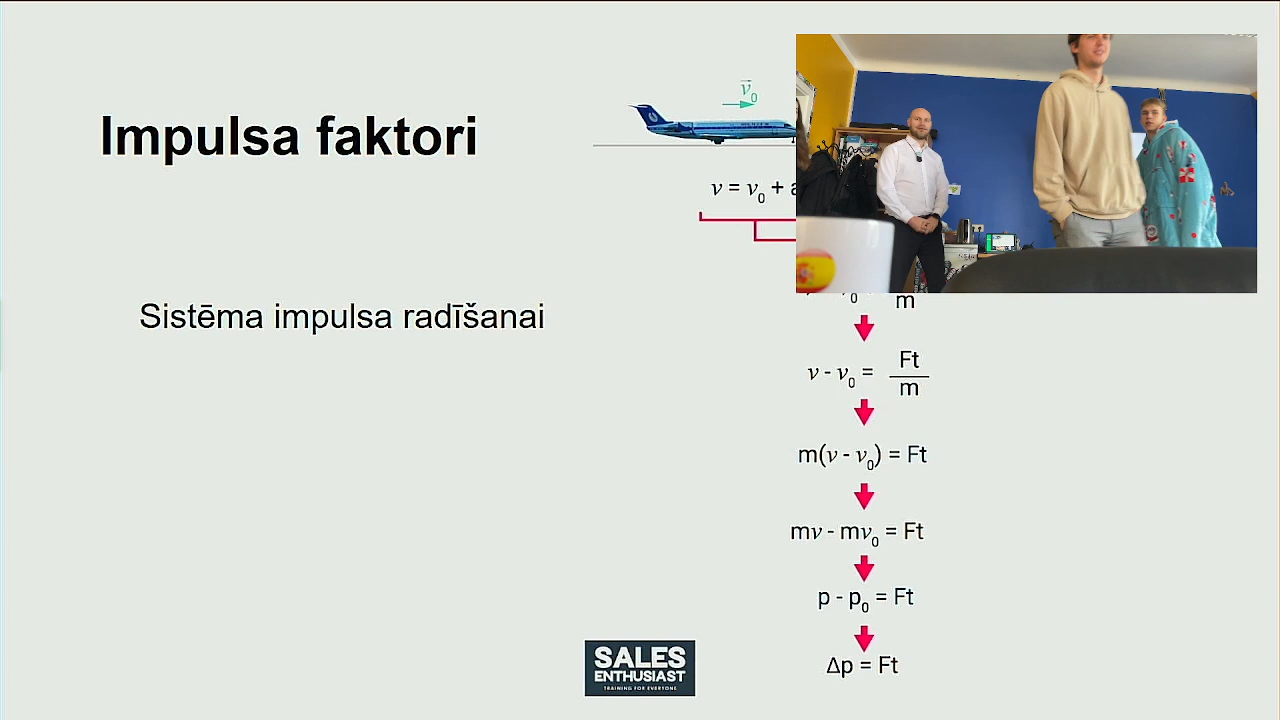 Impulsa faktori
v₀
v = v₀ + a
Sistēma impulsa radīšanai
m
v - v₀ = Ft/m
m(v - v₀) = Ft
mv - mv₀ = Ft
p - p₀ = Ft
Δp = Ft
SALES
ENTHUSIAST
TRAINING FOR EVERYONE